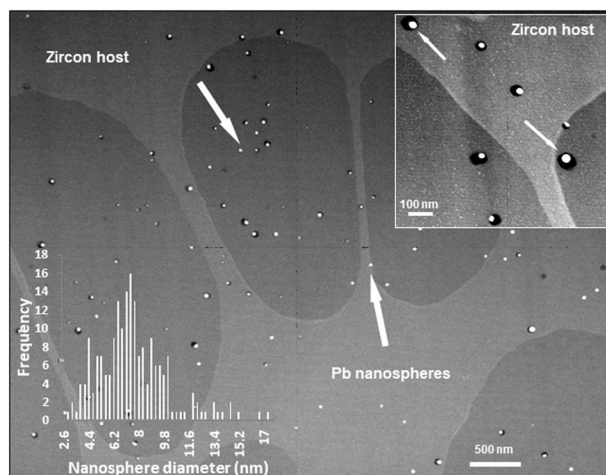 Zircon host
Zircon host
100 nm
18
16
14
12
10
8
6
4
2
0
Frequency
2.6
4.4
6.2
8
9.8
11.6
13.4
15.2
17
Nanosphere diameter (nm)
Pb nanospheres
500 nm